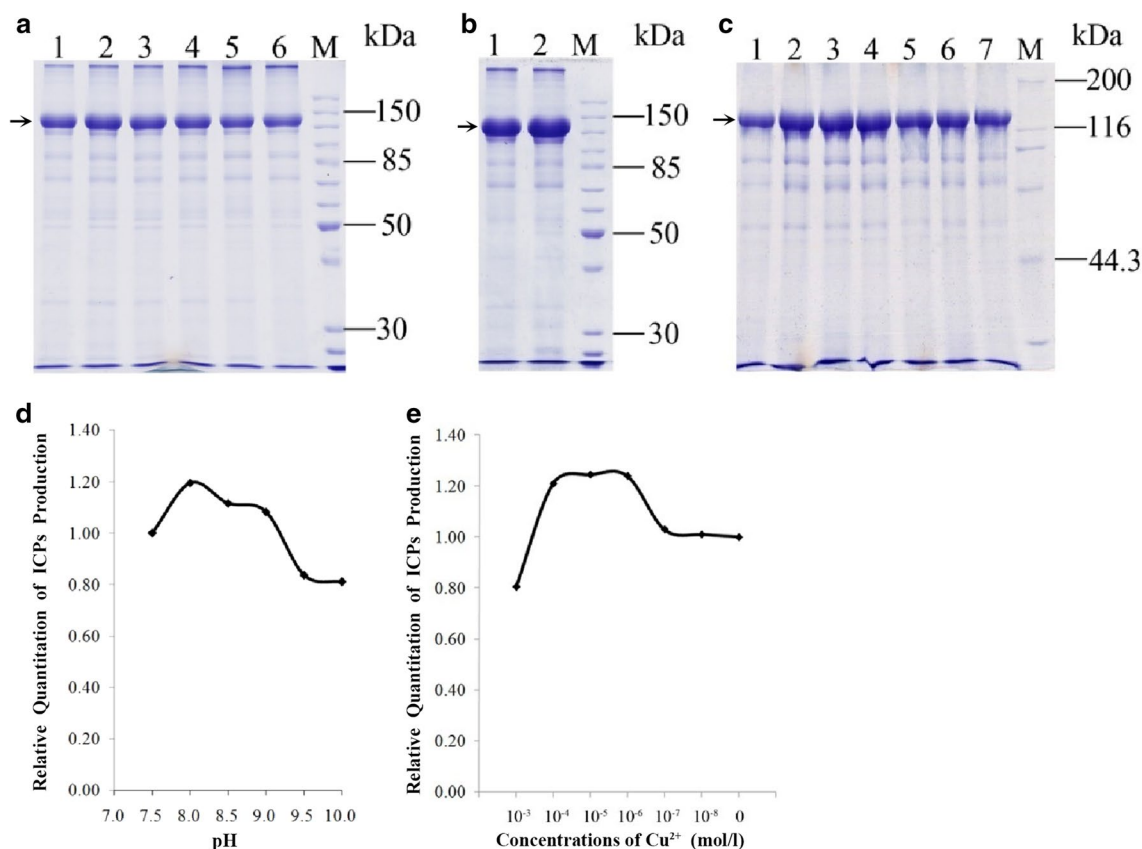 a
1 2 3 4 5 6 M kDa
150
85
50
30
b
1 2 M kDa
150
85
50
30
c
1 2 3 4 5 6 7 M kDa
200
116
44.3
d
Relative Quantitation of ICPs Production
1.40
1.20
1.00
0.80
0.60
0.40
0.20
0.00
7.0 7.5 8.0 8.5 9.0 9.5 10.0
pH
e
Relative Quantitation of ICPs Production
1.40
1.20
1.00
0.80
0.60
0.40
0.20
0.00
10⁻³ 10⁻⁴ 10⁻⁵ 10⁻⁶ 10⁻⁷ 10⁻⁸ 0
Concentrations of Cu²⁺ (mol/l)